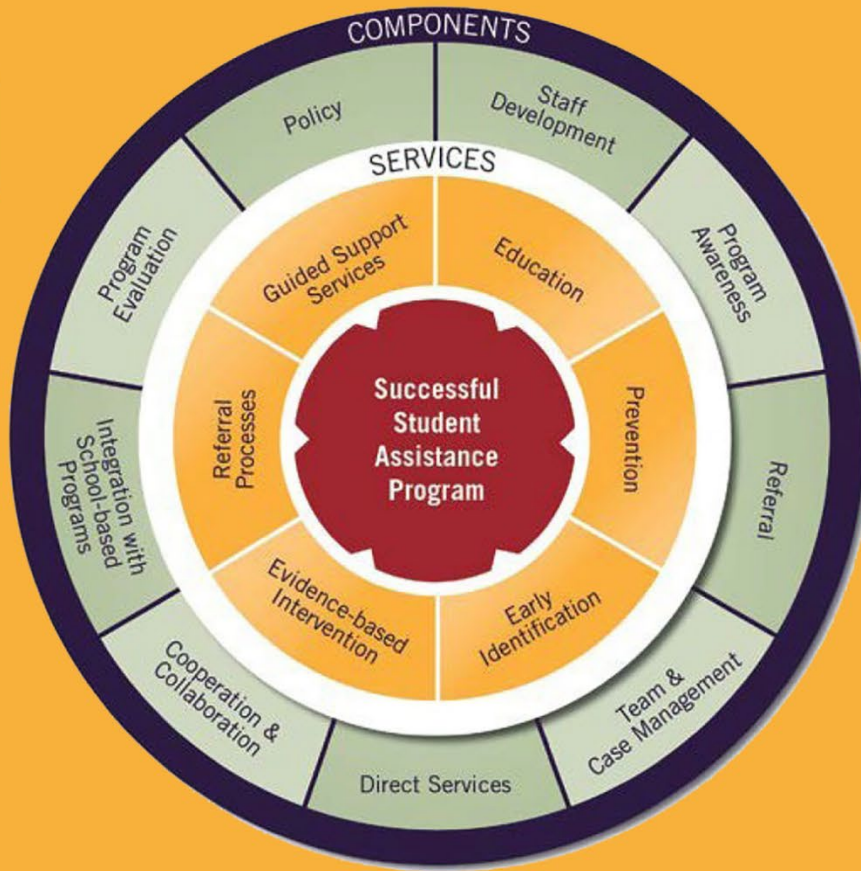 COMPONENTS
Policy
Staff
Development
Program
Awareness
Referral
Team &
Case Management
Direct Services
Cooperation &
Collaboration
Integration with
School-based
Programs
Program
Evaluation
SERVICES
Guided Support
Services
Education
Prevention
Early
Identification
Evidence-based
Intervention
Referral
Processes
Successful
Student
Assistance
Program